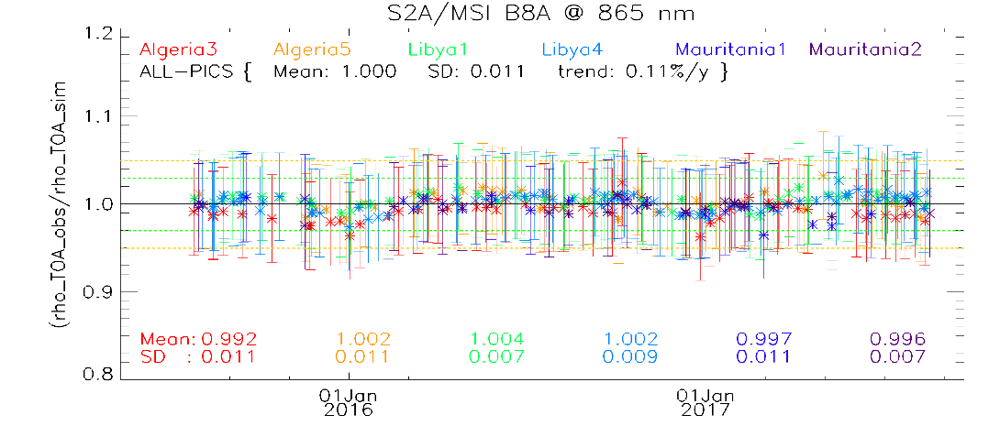 S2A/MSI B8A @ 865 nm
1.2
Algeria3 Algeria5 Libya1 Libya4 Mauritania1 Mauritania2
ALL-PICS { Mean: 1.000 SD: 0.011 trend: 0.11%/y }
1.1
1.0
0.9
0.8
(rho_TOA_obs/rho_TOA_sim
Mean: 0.992 1.002 1.004 1.002 0.997 0.996
SD : 0.011 0.011 0.007 0.009 0.011 0.007
01Jan 01Jan
2016 2017